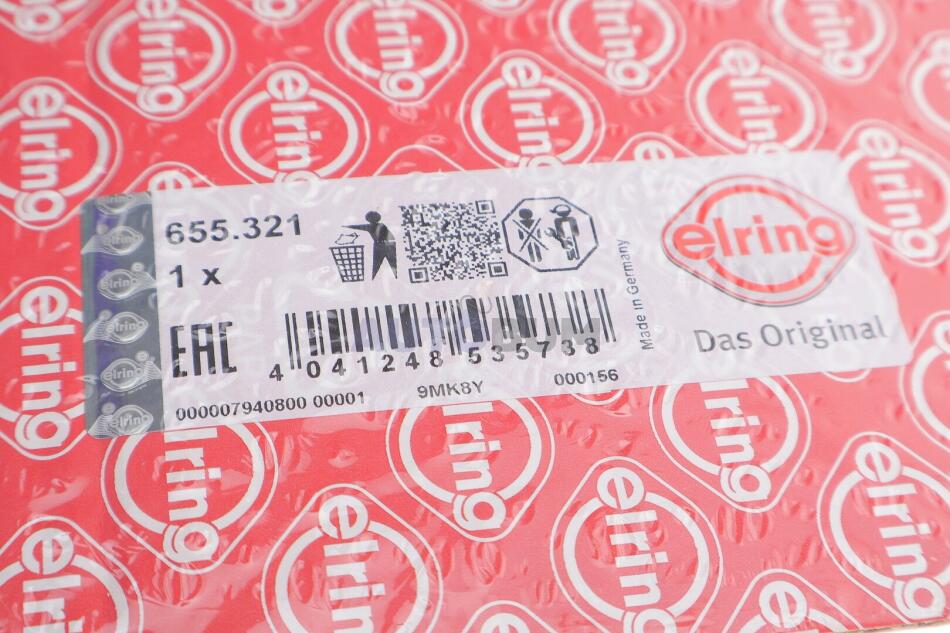 655.321
1 x
EAC
4 041248 535738
000007940800 00001
9MK8Y
000156
Made in Germany
elring
Das Original